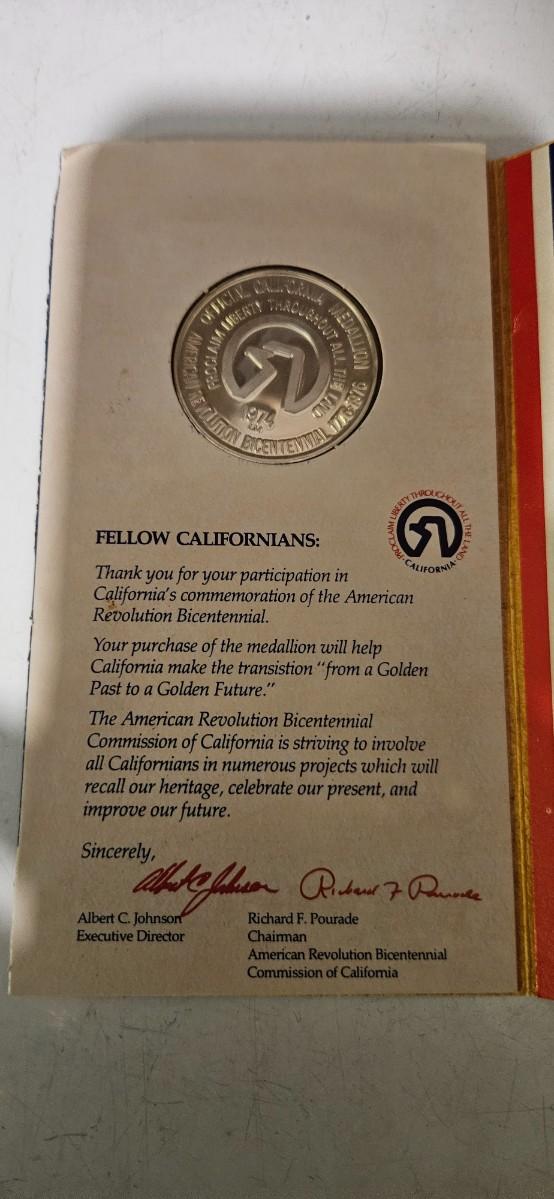 OFFICIAL CALIFORNIA MEDALLION
PROCLAIM LIBERTY THROUGHOUT ALL THE LAND
1974
AMERICAN REVOLUTION BICENTENNIAL 1776-1976
PROCLAIM LIBERTY THROUGHOUT ALL THE LAND
·CALIFORNIA·
FELLOW CALIFORNIANS:
Thank you for your participation in
California's commemoration of the American
Revolution Bicentennial.
Your purchase of the medallion will help
California make the transistion "from a Golden
Past to a Golden Future."
The American Revolution Bicentennial
Commission of California is striving to involve
all Californians in numerous projects which will
recall our heritage, celebrate our present, and
improve our future.
Sincerely,
Albert C. Johnson Richard F. Pourade
Albert C. Johnson
Executive Director
Richard F. Pourade
Chairman
American Revolution Bicentennial
Commission of California